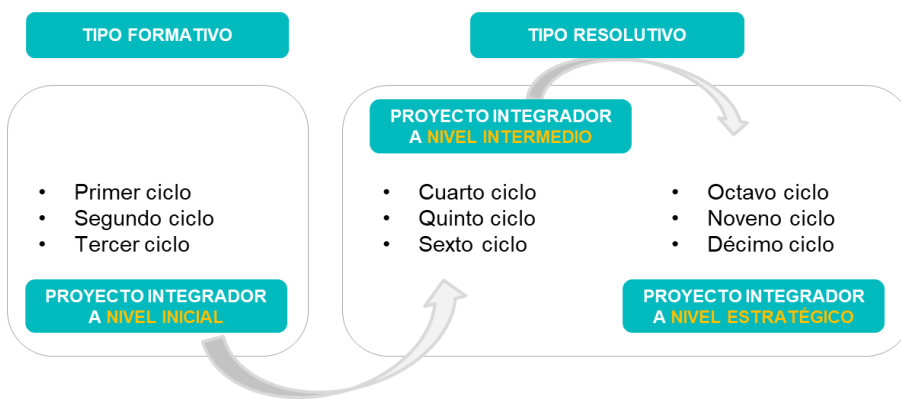 TIPO FORMATIVO
• Primer ciclo
• Segundo ciclo
• Tercer ciclo
PROYECTO INTEGRADOR
A NIVEL INICIAL
TIPO RESOLUTIVO
PROYECTO INTEGRADOR
A NIVEL INTERMEDIO
• Cuarto ciclo
• Quinto ciclo
• Sexto ciclo
• Octavo ciclo
• Noveno ciclo
• Décimo ciclo
PROYECTO INTEGRADOR
A NIVEL ESTRATÉGICO